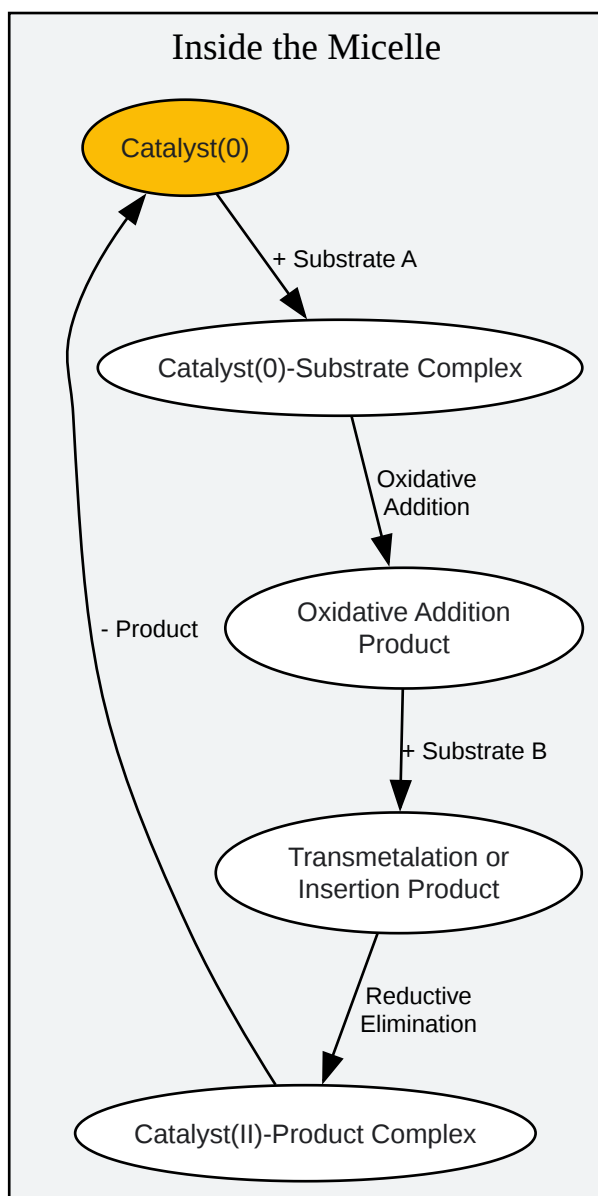 Inside the Micelle
Catalyst(0)
+ Substrate A
Catalyst(0)-Substrate Complex
Oxidative
Addition
Oxidative Addition
Product
- Product
+ Substrate B
Transmetalation or
Insertion Product
Reductive
Elimination
Catalyst(II)-Product Complex